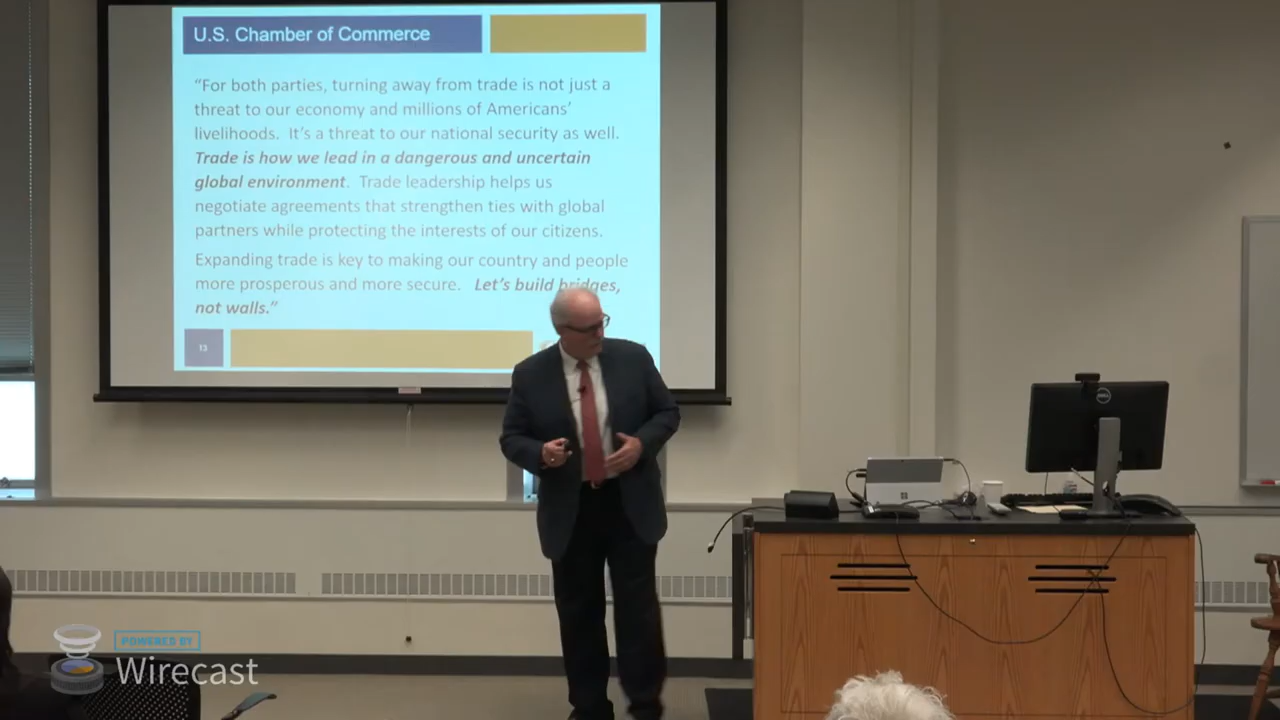 U.S. Chamber of Commerce
“For both parties, turning away from trade is not just a
threat to our economy and millions of Americans’
livelihoods.  It’s a threat to our national security as well.
Trade is how we lead in a dangerous and uncertain
global environment.  Trade leadership helps us
negotiate agreements that strengthen ties with global
partners while protecting the interests of our citizens.
Expanding trade is key to making our country and people
more prosperous and more secure.   Let’s build bridges,
not walls.”
13
DELL
POWERED BY
Wirecast